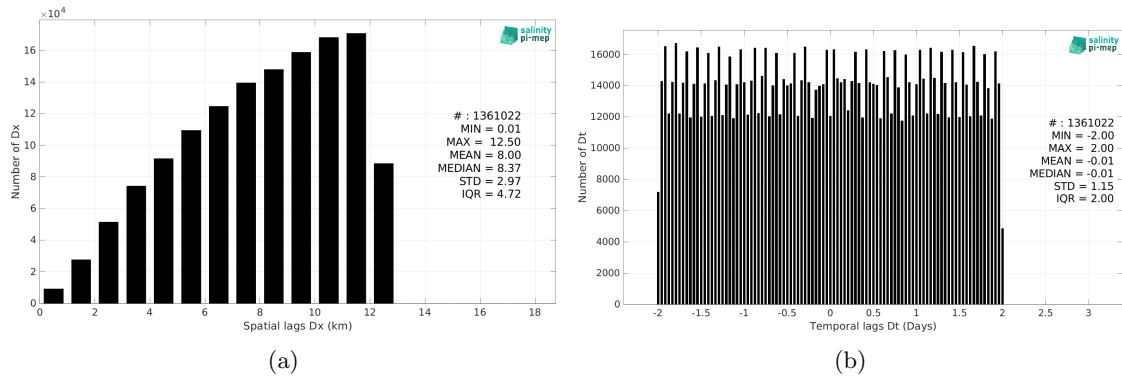 ×10⁴
salinity
pi-mep
16
14
12
10
8
6
4
2
0
Number of Dx
# : 1361022
MIN = 0.01
MAX = 12.50
MEAN = 8.00
MEDIAN = 8.37
STD = 2.97
IQR = 4.72
0 2 4 6 8 10 12 14 16 18
Spatial lags Dx (km)
(a)
salinity
pi-mep
16000
14000
12000
10000
8000
6000
4000
2000
0
Number of Dt
# : 1361022
MIN = -2.00
MAX = 2.00
MEAN = -0.01
MEDIAN = -0.01
STD = 1.15
IQR = 2.00
-2 -1.5 -1 -0.5 0 0.5 1 1.5 2 2.5 3
Temporal lags Dt (Days)
(b)